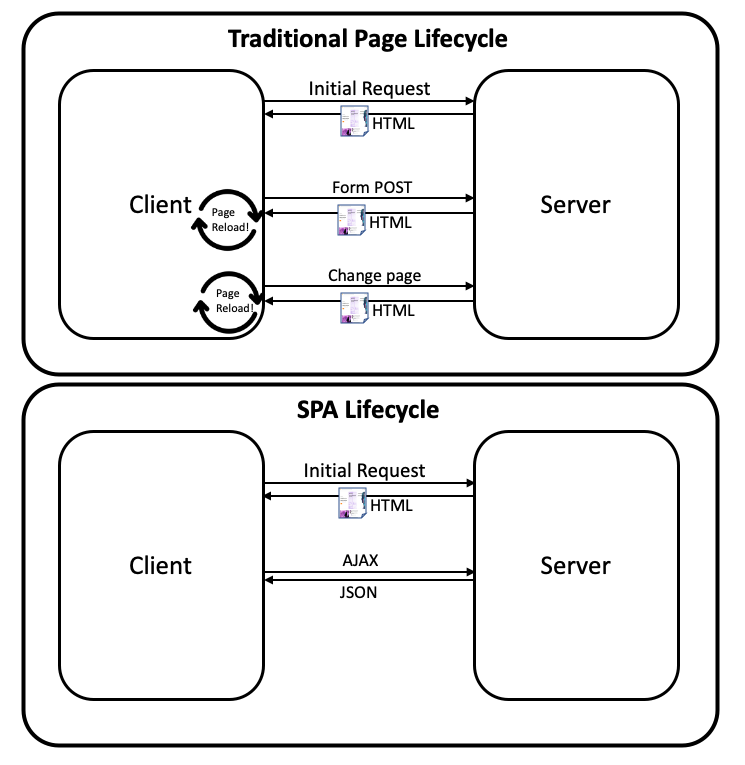 Traditional Page Lifecycle
Initial Request
HTML
Client
Server
Form POST
Page
Reload!
HTML
Change page
Page
Reload!
HTML
SPA Lifecycle
Initial Request
HTML
Client
Server
AJAX
JSON